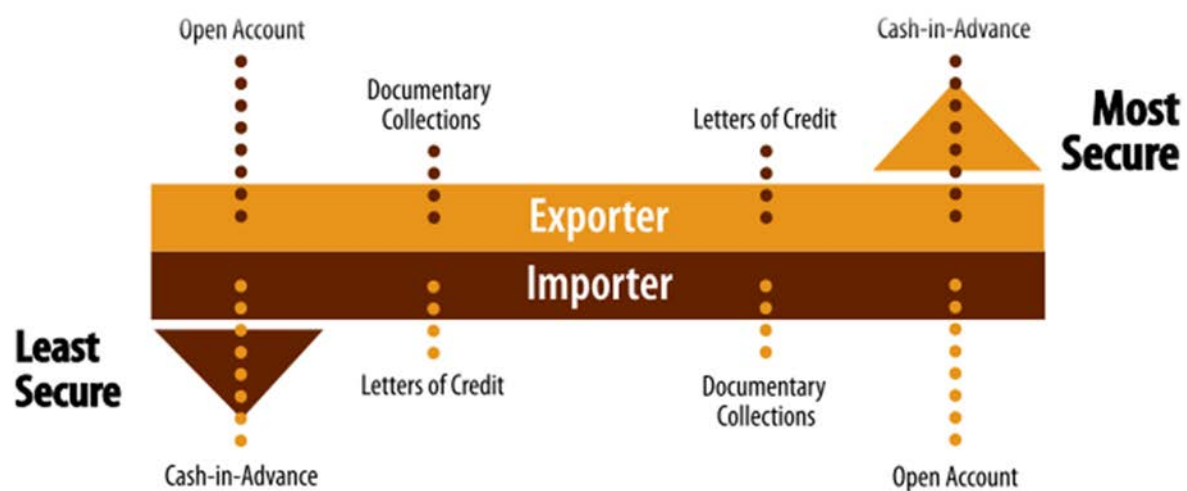 Open Account
Cash-in-Advance
Documentary
Collections
Letters of Credit
Most
Secure
Exporter
Importer
Least
Secure
Letters of Credit
Documentary
Collections
Cash-in-Advance
Open Account